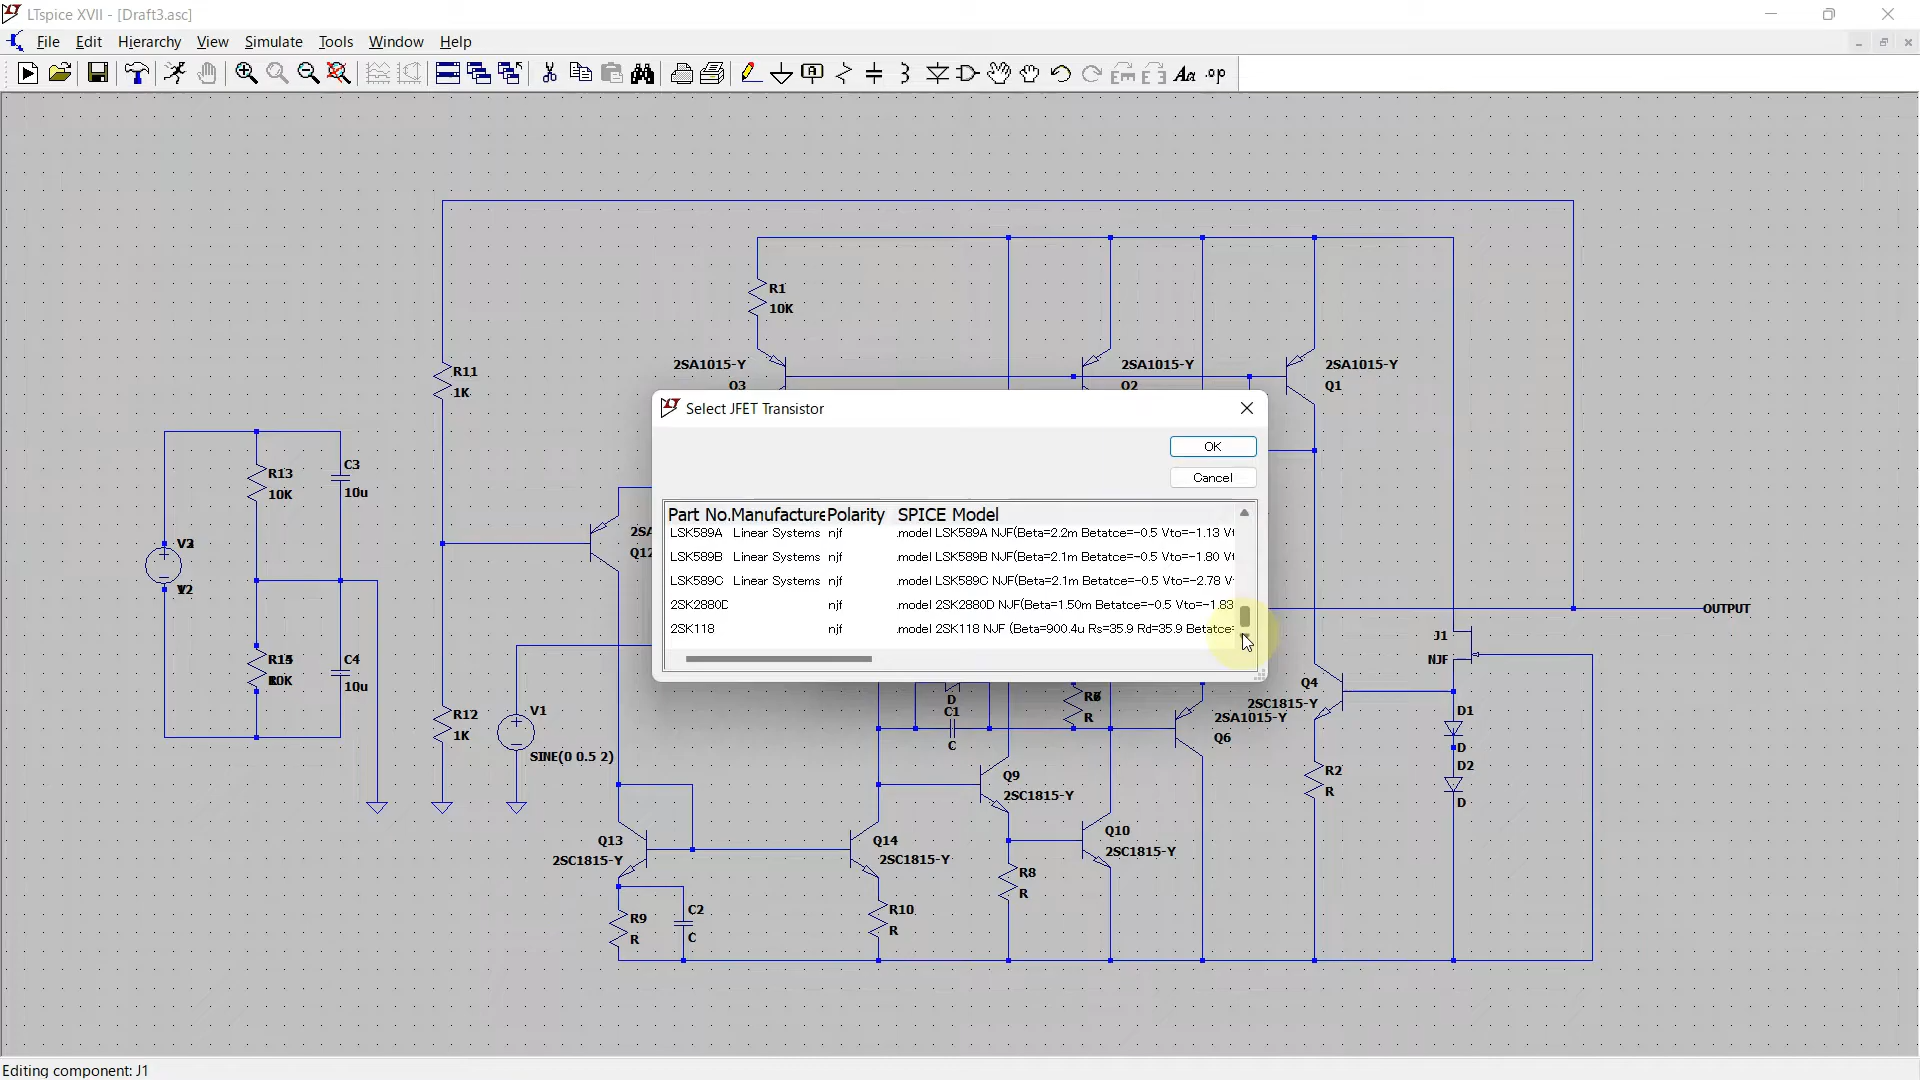 LTspice XVII - [Draft3.asc]
File Edit Hierarchy View Simulate Tools Window Help
R1
10K
2SA1015-Y
Q3
2SA1015-Y
Q2
2SA1015-Y
Q1
R11
1K
Select JFET Transistor
OK
Cancel
Part No. Manufacture Polarity SPICE Model
LSK589A Linear Systems njf .model LSK589A NJF(Beta=2.2m Betatce=-0.5 Vto=-1.13 V
LSK589B Linear Systems njf .model LSK589B NJF(Beta=2.1m Betatce=-0.5 Vto=-1.80 V
LSK589C Linear Systems njf .model LSK589C NJF(Beta=2.1m Betatce=-0.5 Vto=-2.78 V
2SK2880D njf .model 2SK2880D NJF(Beta=1.50m Betatce=-0.5 Vto=-1.83
2SK118 njf .model 2SK118 NJF (Beta=900.4u Rs=35.9 Rd=35.9 Betatce=
R13
10K
C3
10u
2SA
Q12
OUTPUT
J1
NJF
C4
10u
Q4
2SC1815-Y
D
C1
C
R
2SA1015-Y
Q6
D1
D
D2
D
R12
1K
V1
SINE(0 0.5 2)
R2
R
Q9
2SC1815-Y
Q10
2SC1815-Y
Q13
2SC1815-Y
Q14
2SC1815-Y
R8
R
R9
R
C2
C
R10
R
Editing component: J1